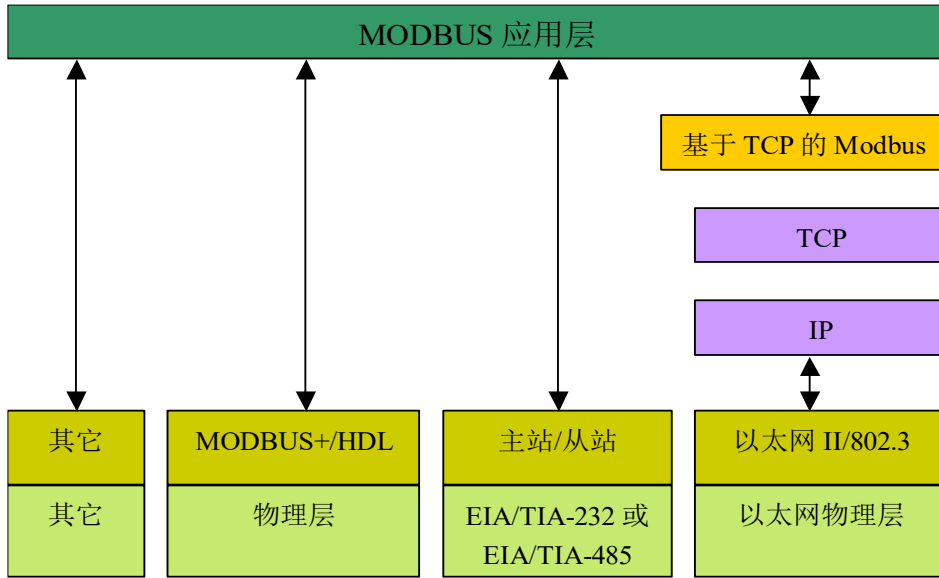 MODBUS 应用层
基于 TCP 的 Modbus
TCP
IP
其它
MODBUS+/HDL
主站/从站
以太网 II/802.3
其它
物理层
EIA/TIA-232 或
EIA/TIA-485
以太网物理层